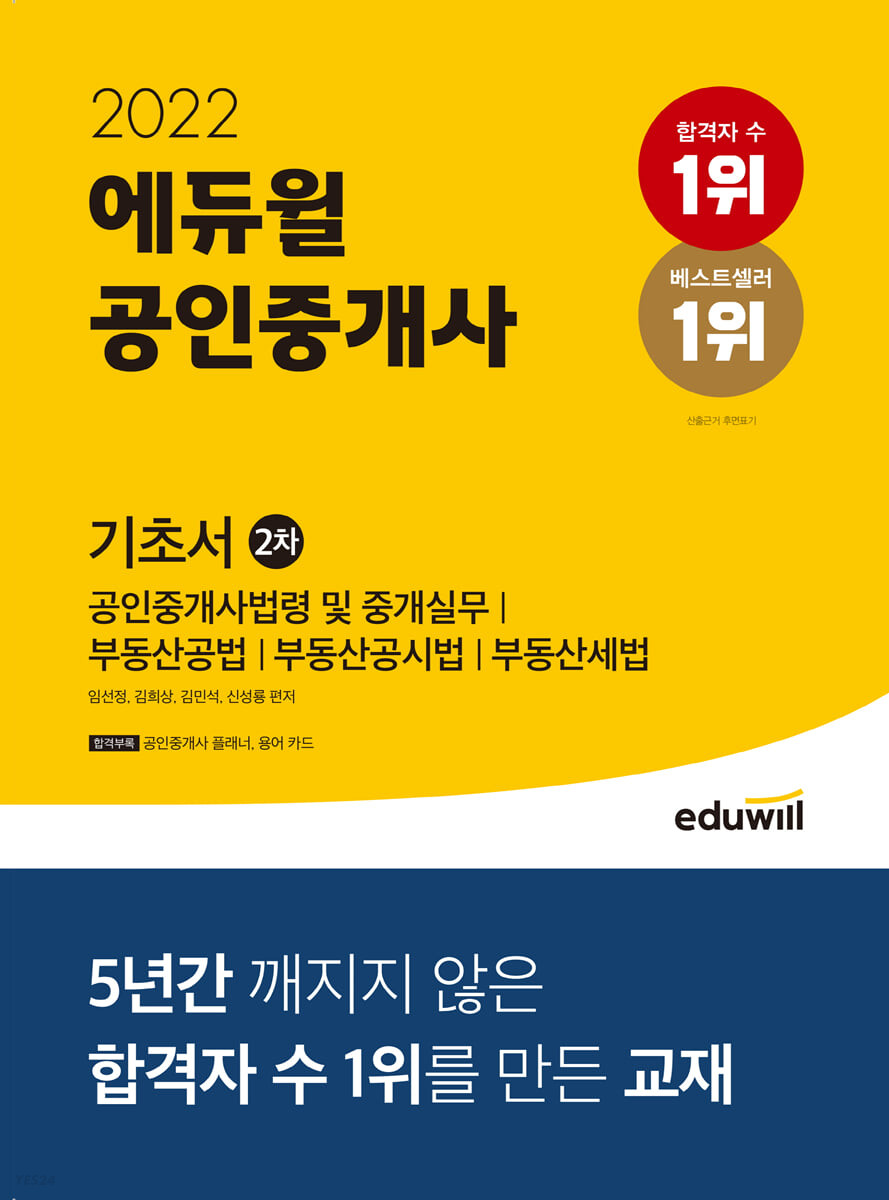 2022
에듀윌
공인중개사
합격자 수
1위
베스트셀러
1위
산출근거 후면표기
기초서 2차
공인중개사법령 및 중개실무 |
부동산공법 | 부동산공시법 | 부동산세법
임선정, 김희상, 김민석, 신성룡 편저
합격부록 공인중개사 플래너, 용어 카드
eduwill
5년간 깨지지 않은
합격자 수 1위를 만든 교재
YES24